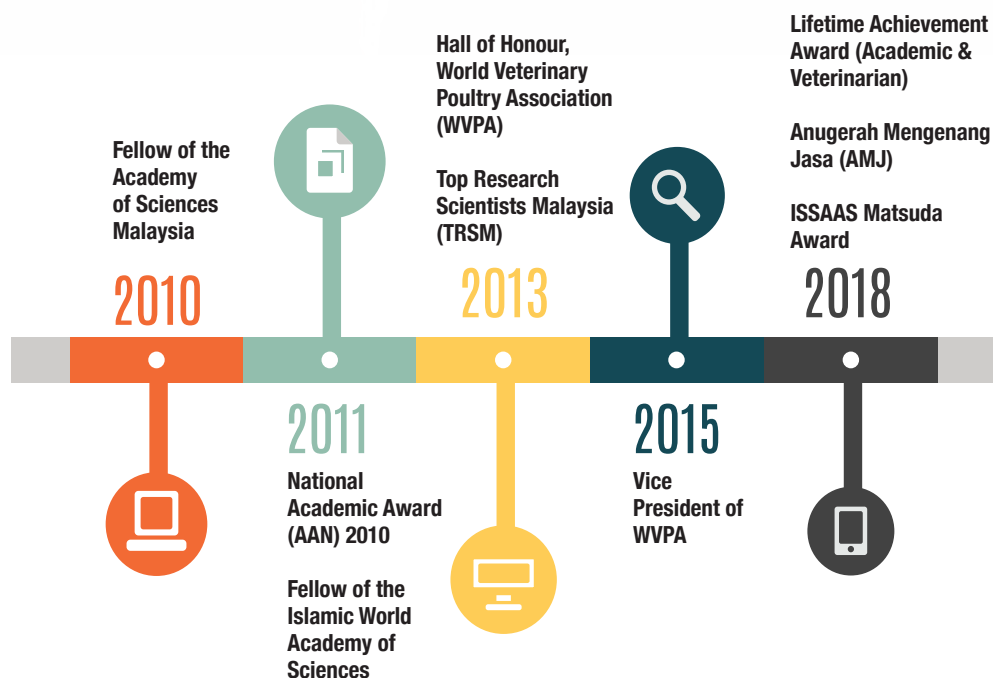 Fellow of the
Academy
of Sciences
Malaysia
2010
2011
National
Academic Award
(AAN) 2010
Fellow of the
Islamic World
Academy of
Sciences
Hall of Honour,
World Veterinary
Poultry Association
(WVPA)
Top Research
Scientists Malaysia
(TRSM)
2013
2015
Vice
President of
WVPA
Lifetime Achievement
Award (Academic &
Veterinarian)
Anugerah Mengenang
Jasa (AMJ)
ISSAAS Matsuda
Award
2018